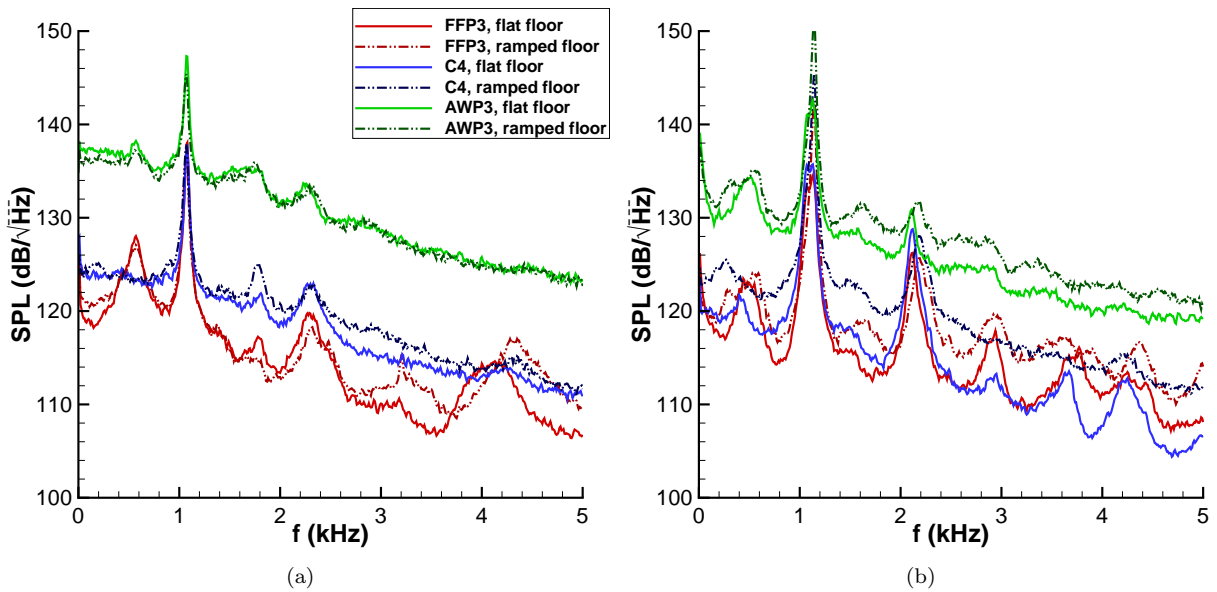 FFP3, flat floor
FFP3, ramped floor
C4, flat floor
C4, ramped floor
AWP3, flat floor
AWP3, ramped floor
150
140
130
120
110
100
SPL (dB/√Hz)
0 1 2 3 4 5
f (kHz)
(a)
150
140
130
120
110
100
SPL (dB/√Hz)
0 1 2 3 4 5
f (kHz)
(b)